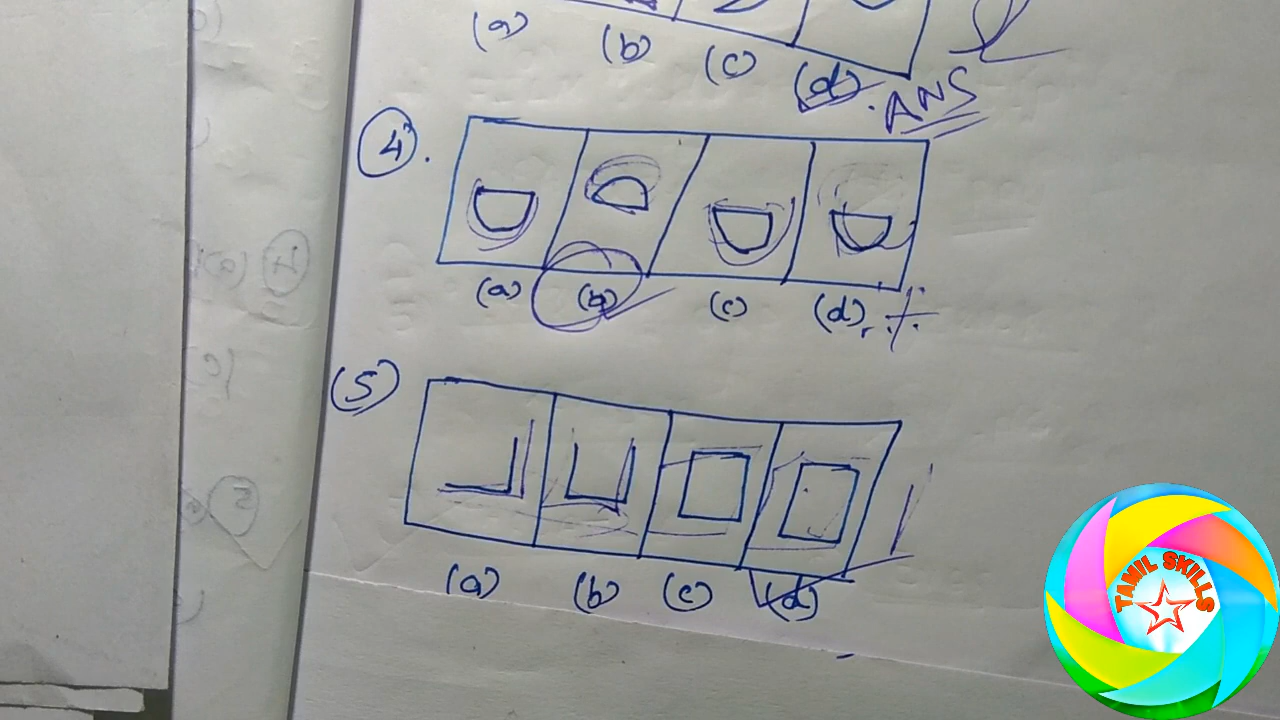 (a) (b) (c) (d). ANS
4.
(a) (b) (c) (d)
(5)
(a) (b) (c) (d)
TAMIL SKILLS